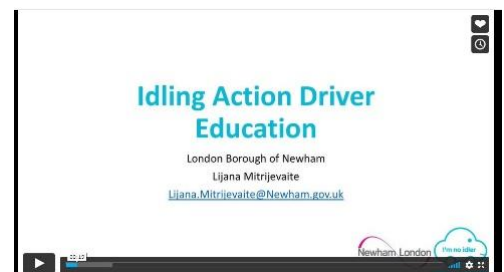 Idling Action Driver
Education
London Borough of Newham
Lijana Mitrijevaite
Lijana.Mitrijevaite@Newham.gov.uk
Newham London
I'm no idler